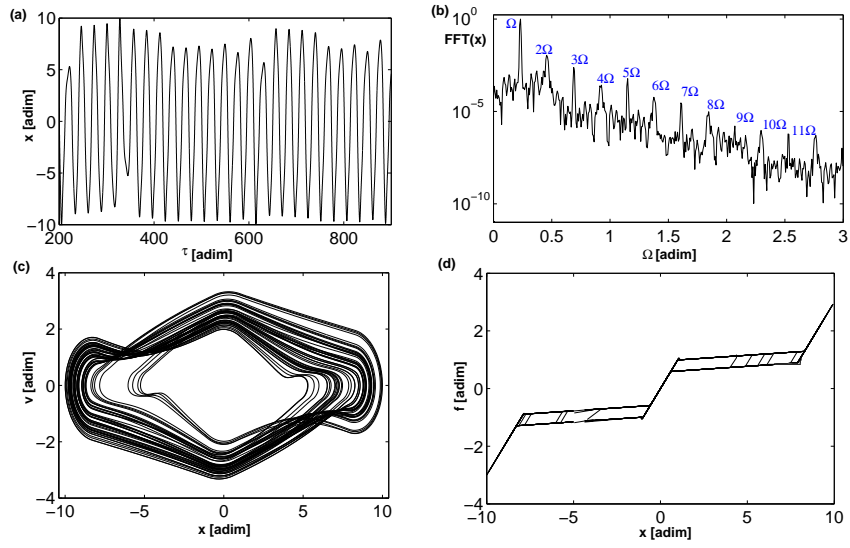 (a)
10
5
0
−5
−10
x [adim]
200
400
600
800
τ [adim]
(b)
10^0
10^−5
10^−10
FFT(x)
Ω
2Ω
3Ω
4Ω
5Ω
6Ω
7Ω
8Ω
9Ω
10Ω
11Ω
0
0.5
1
1.5
2
2.5
3
Ω [adim]
(c)
4
2
0
−2
−4
v [adim]
−10
−5
0
5
10
x [adim]
(d)
4
2
0
−2
−4
f [adim]
−10
−5
0
5
10
x [adim]